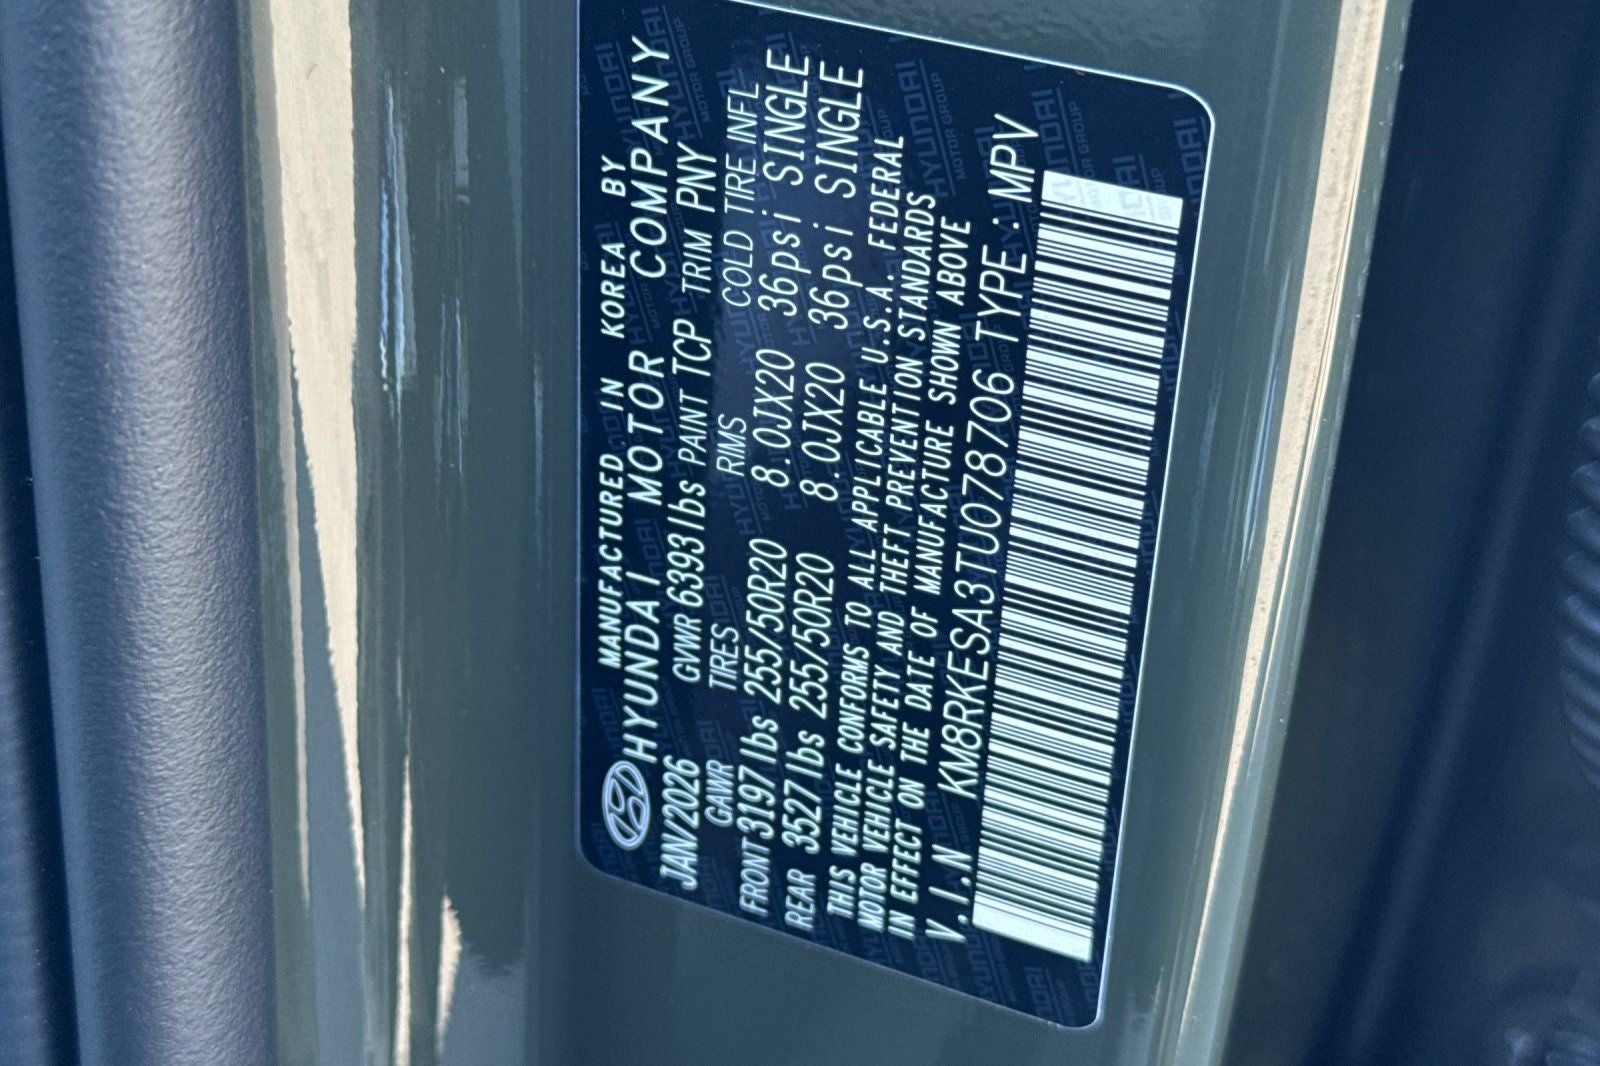 MANUFACTURED IN KOREA BY
HYUNDAI MOTOR COMPANY
JAN/2026 GVWR 6393lbs PAINT TCP TRIM PNY
GAWR TIRES RIMS COLD TIRE INFL
FRONT 3197lbs 255/50R20 8.0JX20 36psi SINGLE
REAR 3527lbs 255/50R20 8.0JX20 36psi SINGLE
THIS VEHICLE CONFORMS TO ALL APPLICABLE U.S.A. FEDERAL
MOTOR VEHICLE SAFETY AND THEFT PREVENTION STANDARDS
IN EFFECT ON THE DATE OF MANUFACTURE SHOWN ABOVE
V.I.N KM8RKESA3TU078706 TYPE : MPV
HYUNDAI
MOTOR GROUP